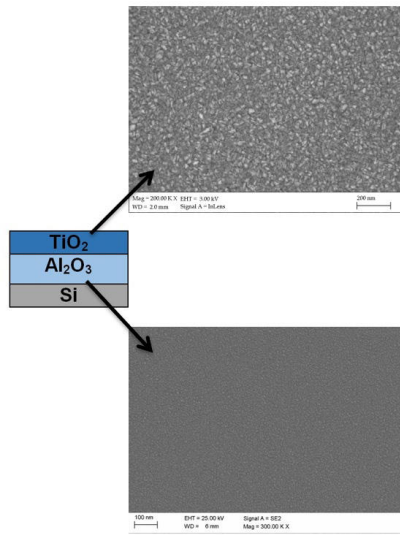 Mag = 200.00 K X EHT = 3.00 kV 200 nm
WD = 2.0 mm Signal A = InLens
TiO₂
Al₂O₃
Si
100 nm EHT = 25.00 kV Signal A = SE2
WD = 6 mm Mag = 300.00 K X